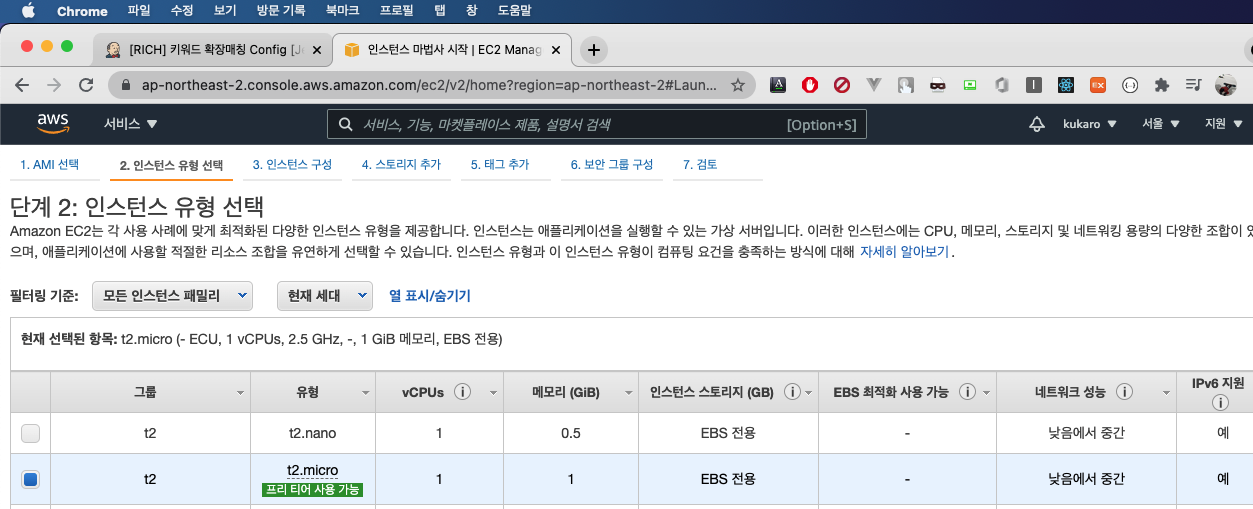 Chrome 파일 수정 보기 방문 기록 북마크 프로필 탭 창 도움말
[RICH] 키워드 확장매칭 Config [Je
인스턴스 마법사 시작 | EC2 Manag
ap-northeast-2.console.aws.amazon.com/ec2/v2/home?region=ap-northeast-2#Laun...
aws 서비스 서비스, 기능, 마켓플레이스 제품, 설명서 검색 [Option+S] kukaro 서울 지원
1. AMI 선택 2. 인스턴스 유형 선택 3. 인스턴스 구성 4. 스토리지 추가 5. 태그 추가 6. 보안 그룹 구성 7. 검토
단계 2: 인스턴스 유형 선택
Amazon EC2는 각 사용 사례에 맞게 최적화된 다양한 인스턴스 유형을 제공합니다. 인스턴스는 애플리케이션을 실행할 수 있는 가상 서버입니다. 이러한 인스턴스에는 CPU, 메모리, 스토리지 및 네트워킹 용량의 다양한 조합이 있
으며, 애플리케이션에 사용할 적절한 리소스 조합을 유연하게 선택할 수 있습니다. 인스턴스 유형과 이 인스턴스 유형이 컴퓨팅 요건을 충족하는 방식에 대해 자세히 알아보기.
필터링 기준: 모든 인스턴스 패밀리 현재 세대 열 표시/숨기기
현재 선택된 항목: t2.micro (- ECU, 1 vCPUs, 2.5 GHz, -, 1 GiB 메모리, EBS 전용)
그룹 유형 vCPUs 메모리 (GiB) 인스턴스 스토리지 (GB) EBS 최적화 사용 가능 네트워크 성능 IPv6 지원
t2 t2.nano 1 0.5 EBS 전용 - 낮음에서 중간 예
t2 t2.micro 1 1 EBS 전용 - 낮음에서 중간 예
프리 티어 사용 가능